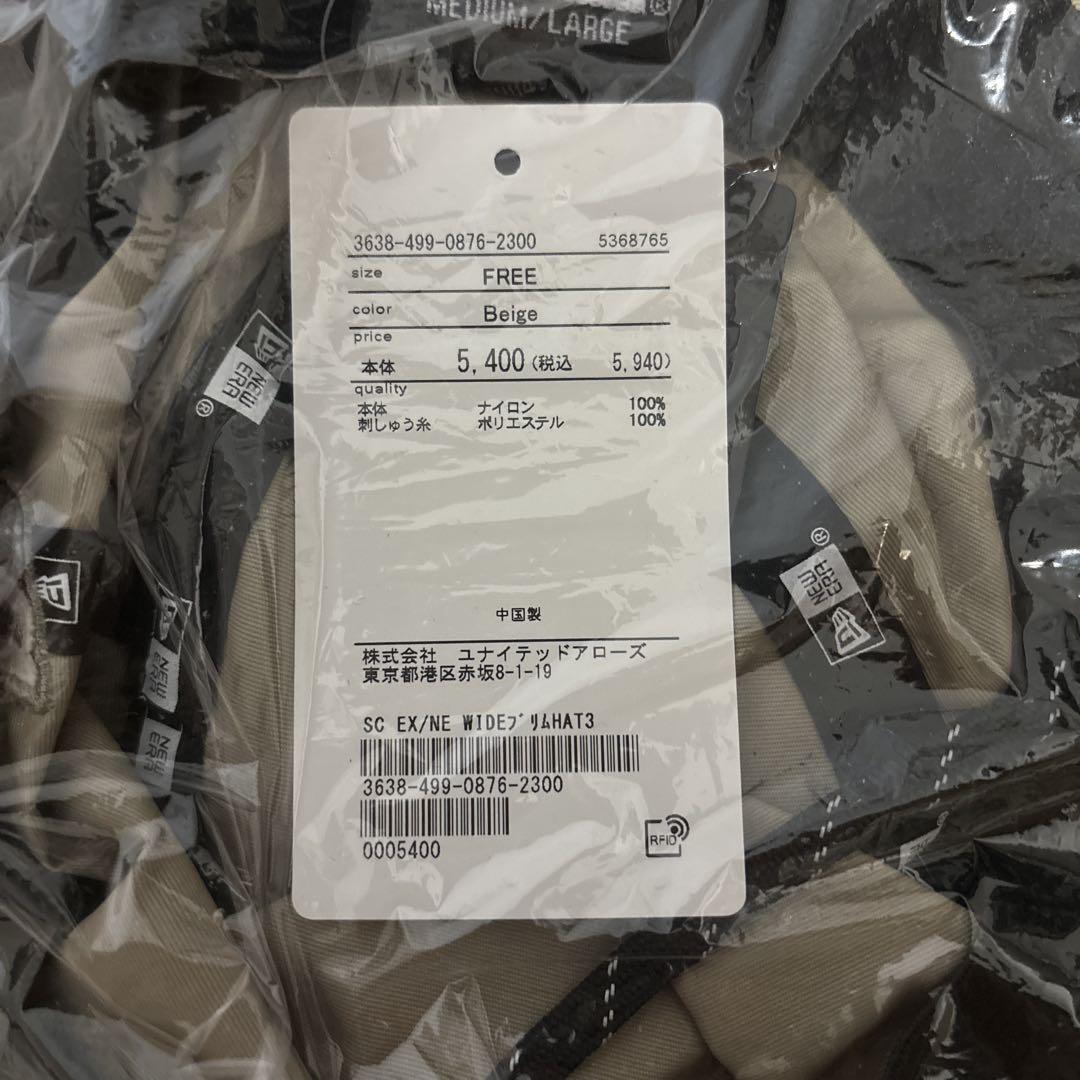 MEDIUM/LARGE
3638-499-0876-2300 5368765
size FREE
color Beige
price
本体 5,400 (税込 5,940)
quality
本体 ナイロン 100%
刺しゅう糸 ポリエステル 100%
中国製
株式会社 ユナイテッドアローズ
東京都港区赤坂8-1-19
SC EX/NE WIDEブリムHAT3
3638-499-0876-2300
0005400
RFID
NEW
ERA
®
NEW
ERA
®
NEW
ERA
NEW
ERA